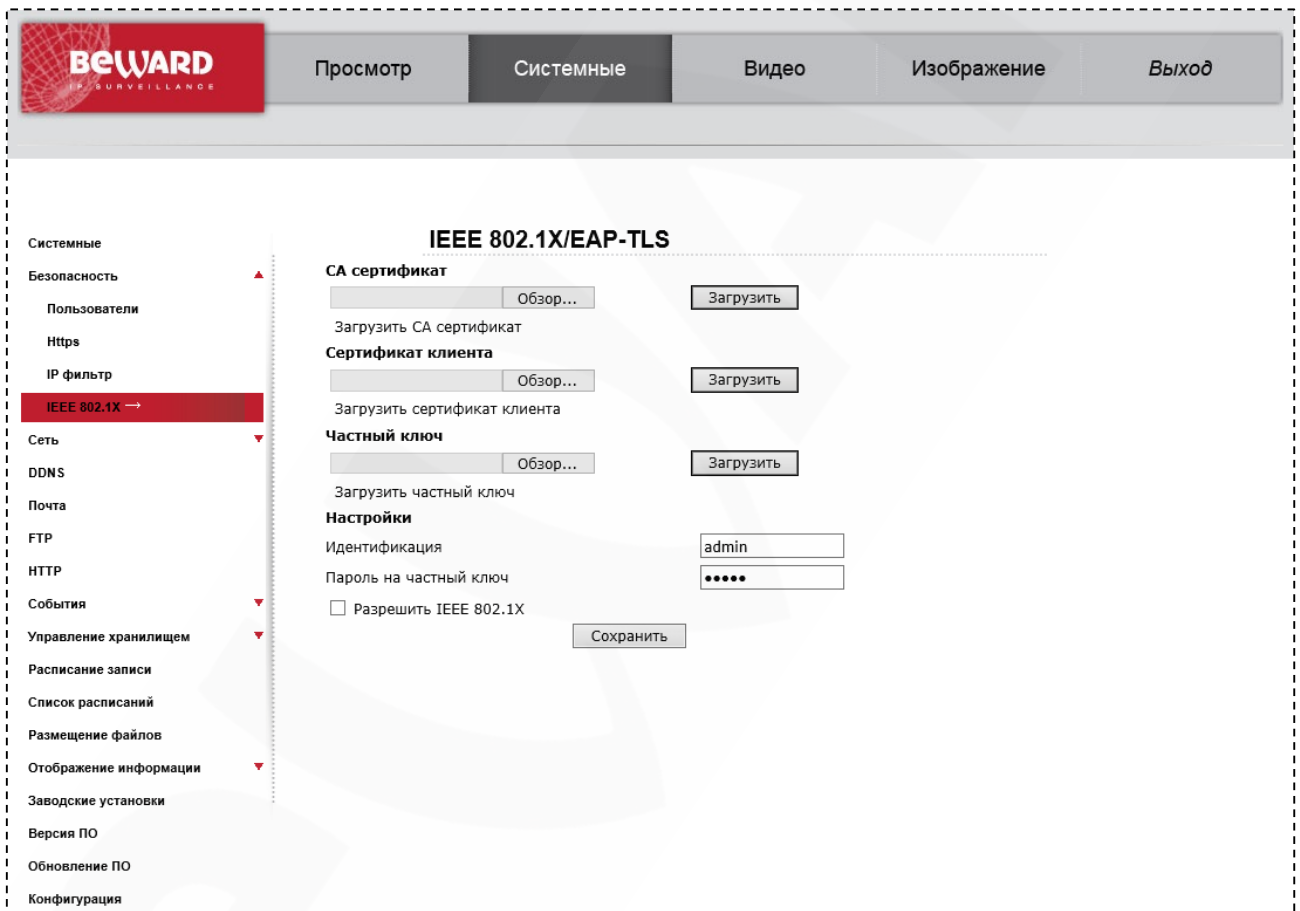 BEWARD
IP SURVEILLANCE
Просмотр
Системные
Видео
Изображение
Выход
Системные
Безопасность
Пользователи
Https
IP фильтр
IEEE 802.1X →
Сеть
DDNS
Почта
FTP
HTTP
События
Управление хранилищем
Расписание записи
Список расписаний
Размещение файлов
Отображение информации
Заводские установки
Версия ПО
Обновление ПО
Конфигурация
IEEE 802.1X/EAP-TLS
CA сертификат
Обзор... Загрузить
Загрузить CA сертификат
Сертификат клиента
Обзор... Загрузить
Загрузить сертификат клиента
Частный ключ
Обзор... Загрузить
Загрузить частный ключ
Настройки
Идентификация admin
Пароль на частный ключ •••••
Разрешить IEEE 802.1X
Сохранить